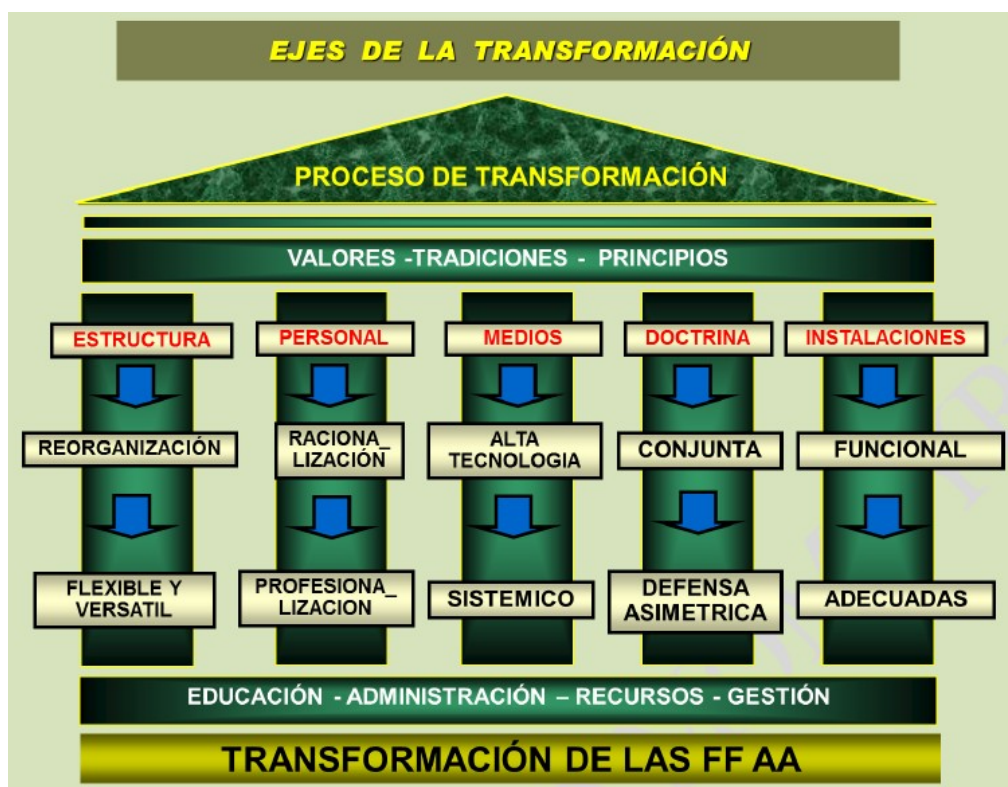 EJES DE LA TRANSFORMACIÓN
PROCESO DE TRANSFORMACIÓN
VALORES -TRADICIONES - PRINCIPIOS
ESTRUCTURA
REORGANIZACIÓN
FLEXIBLE Y
VERSATIL
PERSONAL
RACIONA_
LIZACIÓN
PROFESIONA_
LIZACION
MEDIOS
ALTA
TECNOLOGIA
SISTEMICO
DOCTRINA
CONJUNTA
DEFENSA
ASIMETRICA
INSTALACIONES
FUNCIONAL
ADECUADAS
EDUCACIÓN - ADMINISTRACIÓN – RECURSOS - GESTIÓN
TRANSFORMACIÓN DE LAS FF AA